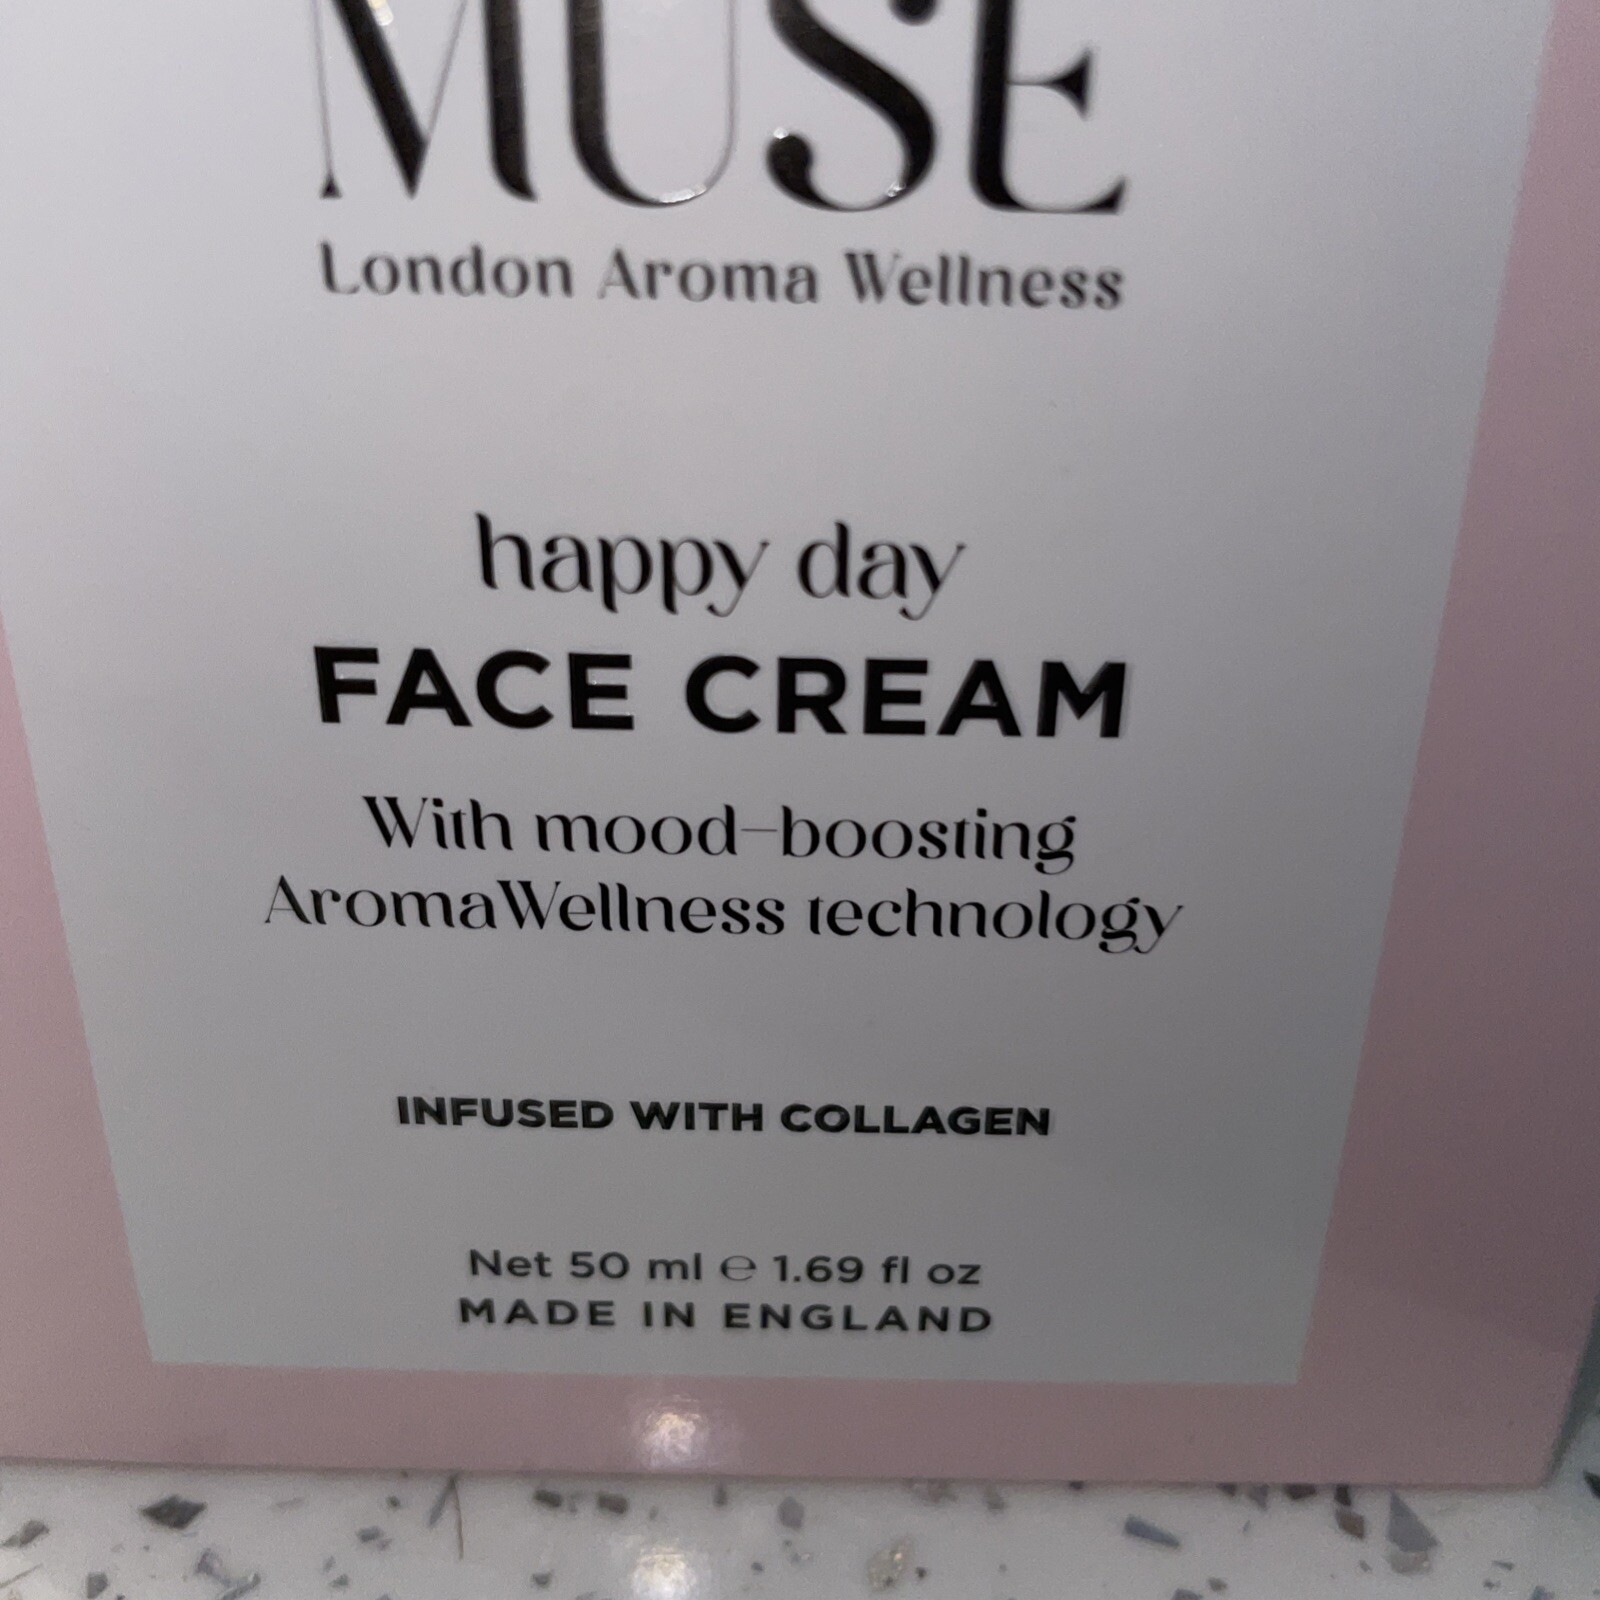 MUSE
London Aroma Wellness
happy day
FACE CREAM
With mood-boosting
AromaWellness technology
INFUSED WITH COLLAGEN
Net 50 ml ℮ 1.69 fl oz
MADE IN ENGLAND